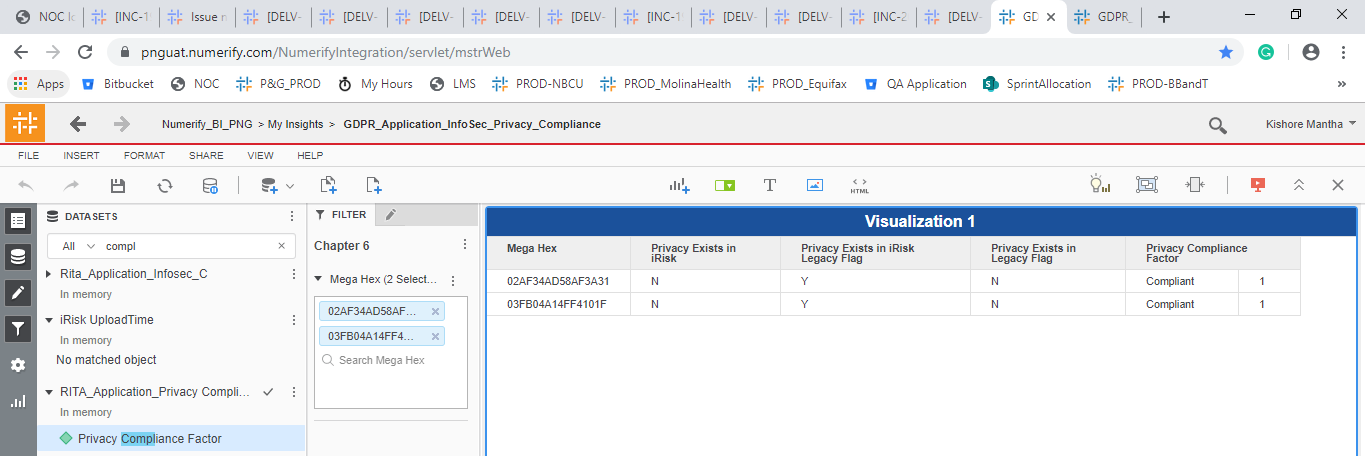 NOC Ic [INC-1 Issue n [DELV- [DELV- [DELV- [DELV- [DELV- [INC-1 [DELV- [DELV- [DELV- [INC-2 [DELV- GD GDPR_
pnguat.numerify.com/NumerifyIntegration/servlet/mstrWeb
Apps Bitbucket NOC P&G_PROD My Hours LMS PROD-NBCU PROD_MolinaHealth PROD_Equifax QA Application SprintAllocation PROD-BBandT »
Numerify_BI_PNG > My Insights > GDPR_Application_InfoSec_Privacy_Compliance Kishore Mantha
FILE INSERT FORMAT SHARE VIEW HELP
T HTML
DATASETS
All compl
Rita_Application_Infosec_C
In memory
iRisk UploadTime
In memory
No matched object
RITA_Application_Privacy Compli...
In memory
Privacy Compliance Factor
FILTER
Chapter 6
Mega Hex (2 Select...
02AF34AD58AF...
03FB04A14FF4...
Search Mega Hex
Visualization 1
Mega Hex Privacy Exists in iRisk Privacy Exists in iRisk Legacy Flag Privacy Exists in Legacy Flag Privacy Compliance Factor
02AF34AD58AF3A31 N Y N Compliant 1
03FB04A14FF4101F N Y N Compliant 1